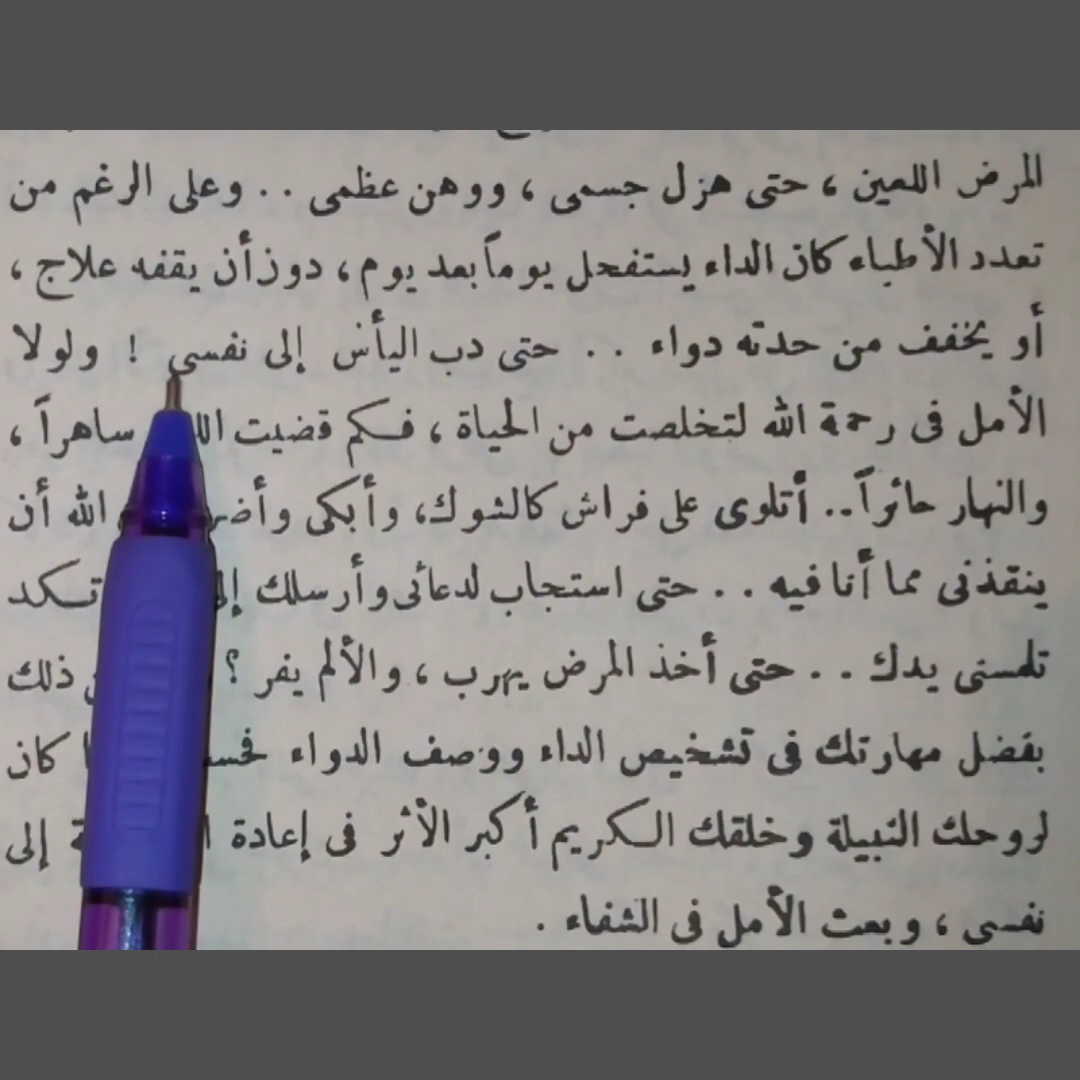 المرض اللعين ، حتى هزل جسمى ، ووهن عظمى . . وعلى الرغم من
تعدد الأطباء كان الداء يستفحل يوماً بعد يوم ، دون أن يقفه علاج ،
أو يخفف من حدته دواء . . حتى دب اليأس إلى نفسى ! ولولا
الأمل فى رحمة الله لتخلصت من الحياة ، فكم قضيت ساهراً ،
والنهار حائراً .. أتلوى على فراش كالشوك ، وأبكى الله أن
ينقذنى مما أنا فيه . . حتى استجاب لدعائى وأرسلك تكد
تلمسنى يدك . . حتى أخذ المرض يهرب ، والألم يفر ؟ ذلك
بفضل مهارتك فى تشخيص الداء ووصف الدواء كان
لروحك النبيلة وخلقك الكريم أكبر الأثر فى إعادة إلى
نفسى ، وبعث الأمل فى الشفاء .